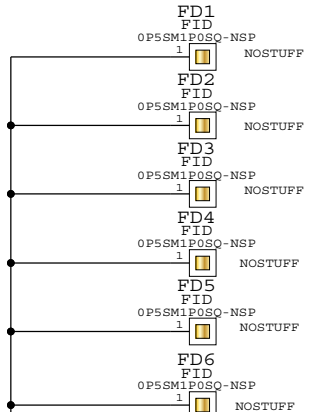 FD1
FID
0P5SM1P0SQ-NSP
1
NOSTUFF
FD2
FID
0P5SM1P0SQ-NSP
1
NOSTUFF
FD3
FID
0P5SM1P0SQ-NSP
1
NOSTUFF
FD4
FID
0P5SM1P0SQ-NSP
1
NOSTUFF
FD5
FID
0P5SM1P0SQ-NSP
1
NOSTUFF
FD6
FID
0P5SM1P0SQ-NSP
1
NOSTUFF